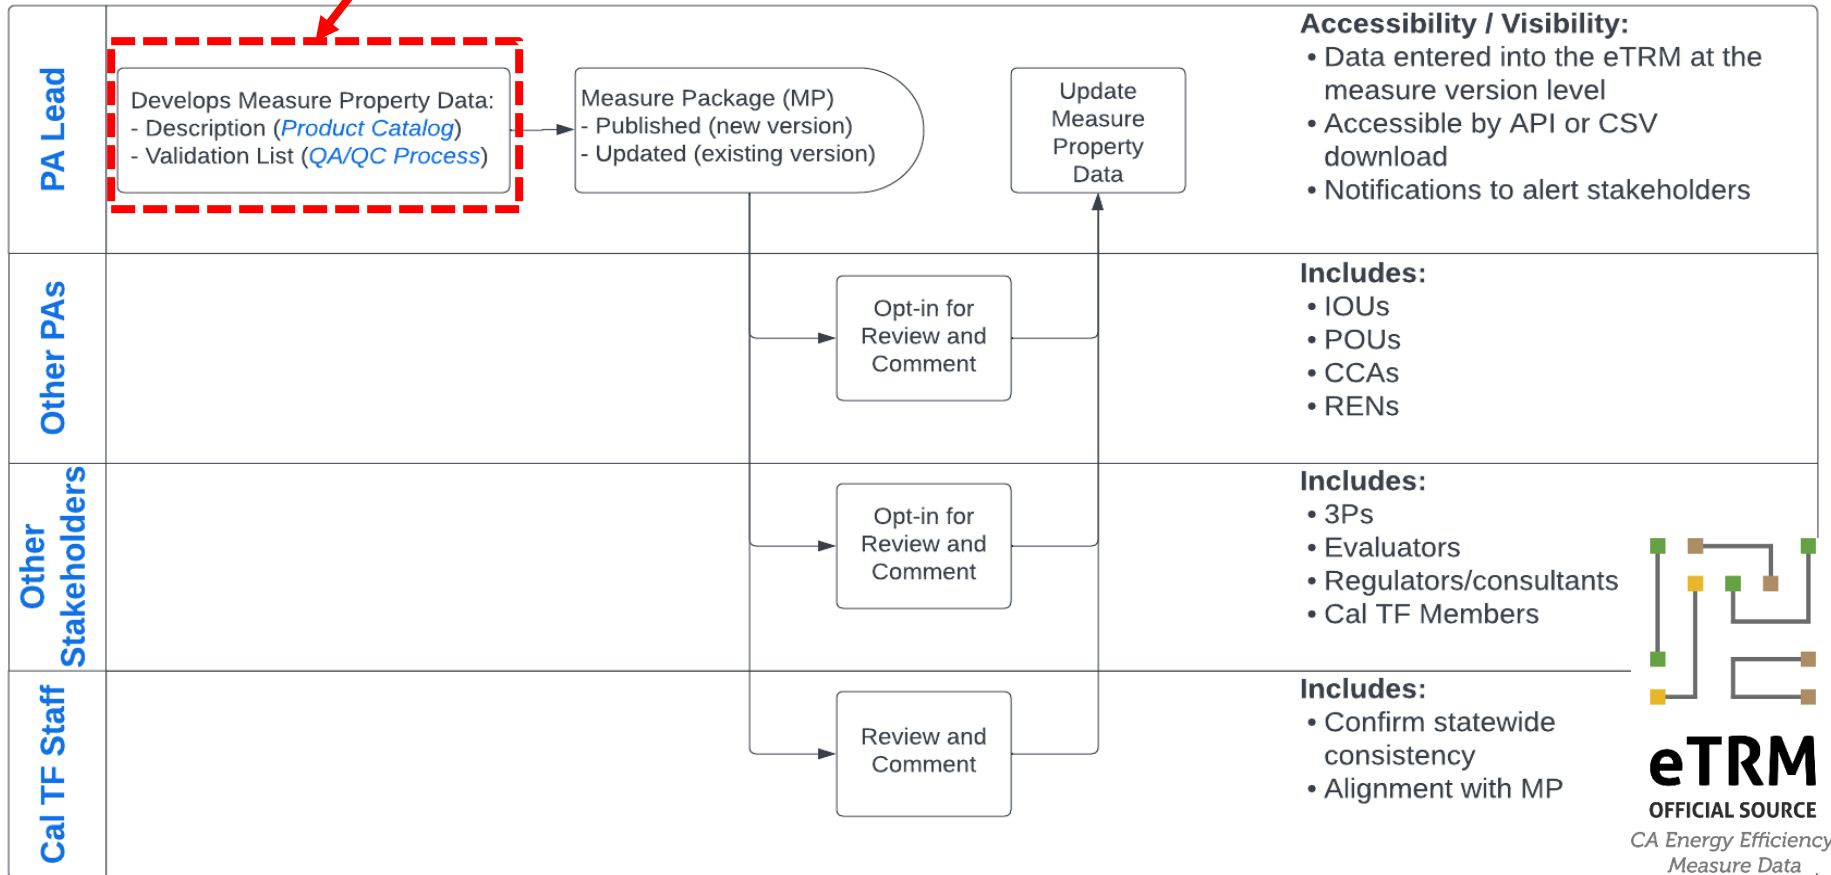 PA Lead
Develops Measure Property Data:
- Description (Product Catalog)
- Validation List (QA/QC Process)
Measure Package (MP)
- Published (new version)
- Updated (existing version)
Update
Measure
Property
Data
Accessibility / Visibility:
• Data entered into the eTRM at the
measure version level
• Accessible by API or CSV
download
• Notifications to alert stakeholders
Other PAs
Opt-in for
Review and
Comment
Includes:
• IOUs
• POUs
• CCAs
• RENs
Other
Stakeholders
Opt-in for
Review and
Comment
Includes:
• 3Ps
• Evaluators
• Regulators/consultants
• Cal TF Members
Cal TF Staff
Review and
Comment
Includes:
• Confirm statewide
consistency
• Alignment with MP
eTRM
OFFICIAL SOURCE
CA Energy Efficiency
Measure Data